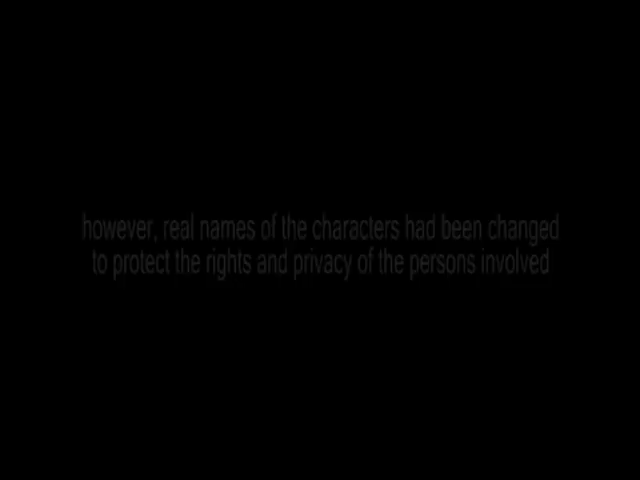 however, real names of the characters had been changed
to protect the rights and privacy of the persons involved